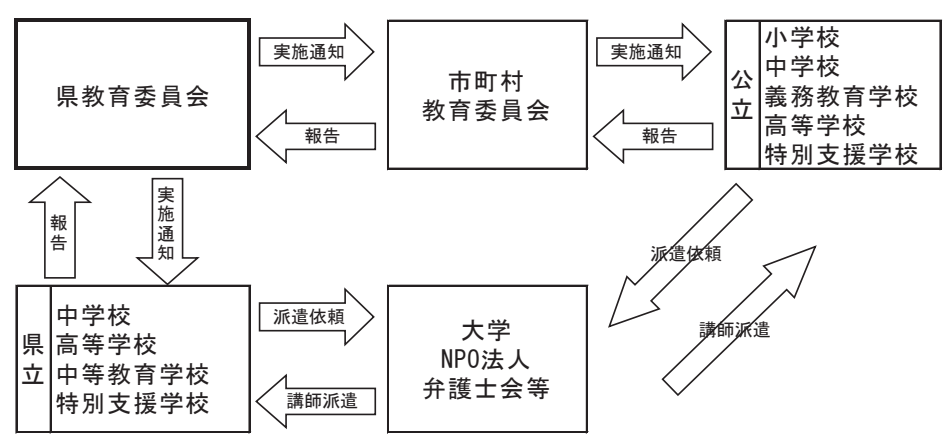 県教育委員会
実施通知
報告
市町村
教育委員会
実施通知
報告
公立
小学校
中学校
義務教育学校
高等学校
特別支援学校
報告
実施通知
派遣依頼
講師派遣
県立
中学校
高等学校
中等教育学校
特別支援学校
派遣依頼
講師派遣
大学
NPO法人
弁護士会等